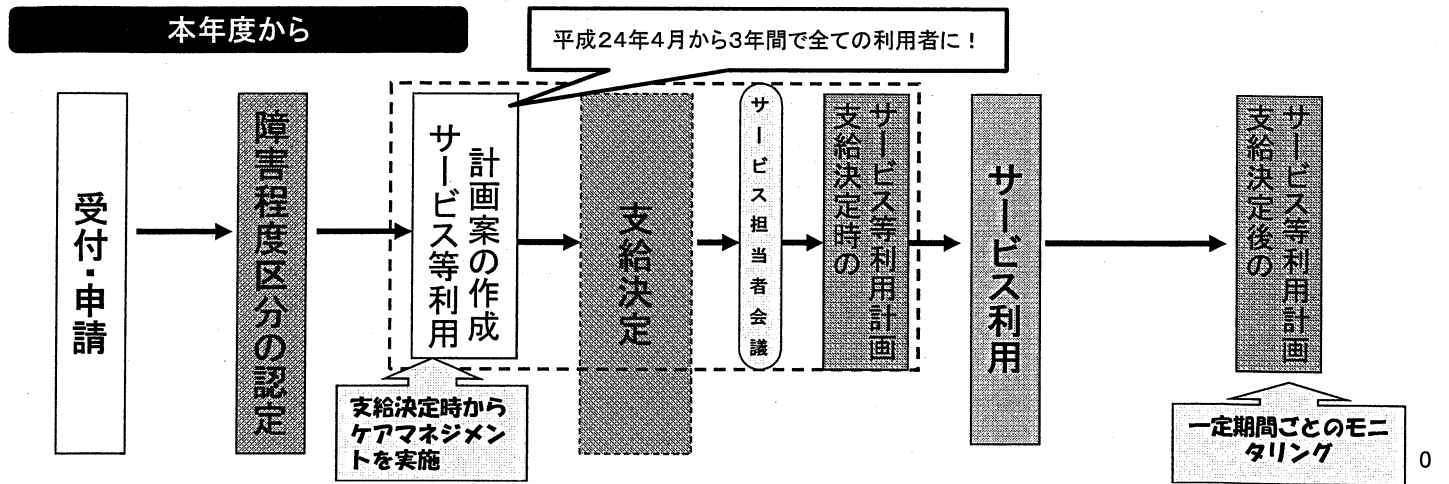 本年度から
平成24年4月から3年間で全ての利用者に！
受付・申請
障害程度区分の認定
サービス等利用
計画案の作成
支給決定
サービス担当者会議
支給決定時の
サービス等利用計画
サービス利用
支給決定後の
サービス等利用計画
支給決定時から
ケアマネジメン
トを実施
一定期間ごとのモニ
タリング
0